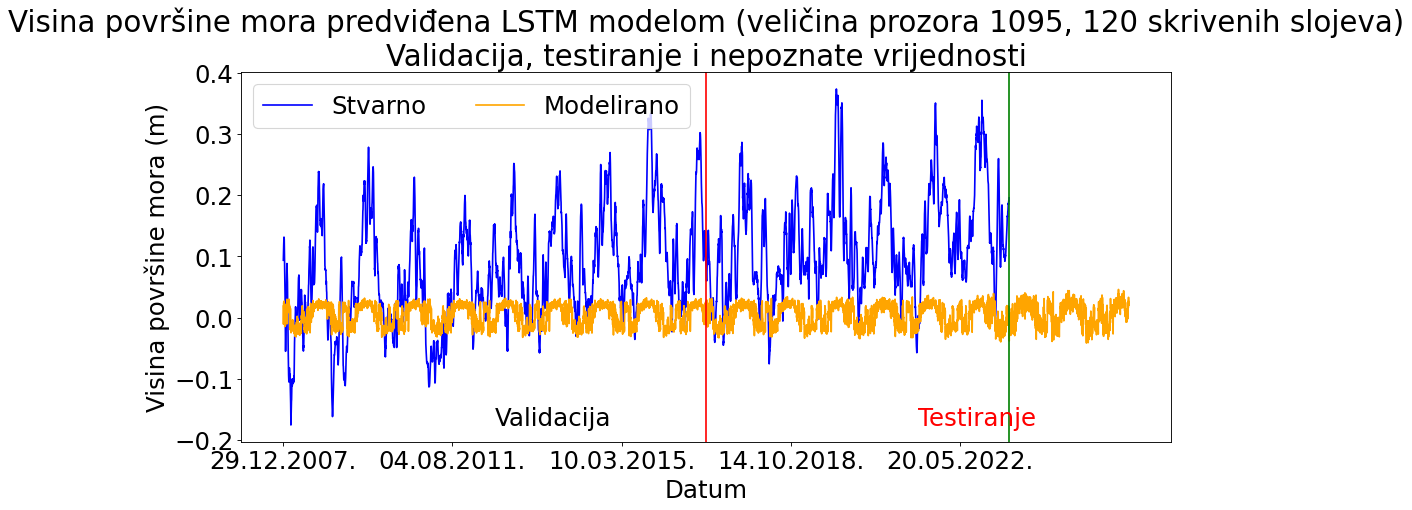 Visina površine mora predviđena LSTM modelom (veličina prozora 1095, 120 skrivenih slojeva)
Validacija, testiranje i nepoznate vrijednosti
Stvarno Modelirano
Visina površine mora (m)
0.4
0.3
0.2
0.1
0.0
−0.1
−0.2
Validacija Testiranje
29.12.2007. 04.08.2011. 10.03.2015. 14.10.2018. 20.05.2022.
Datum